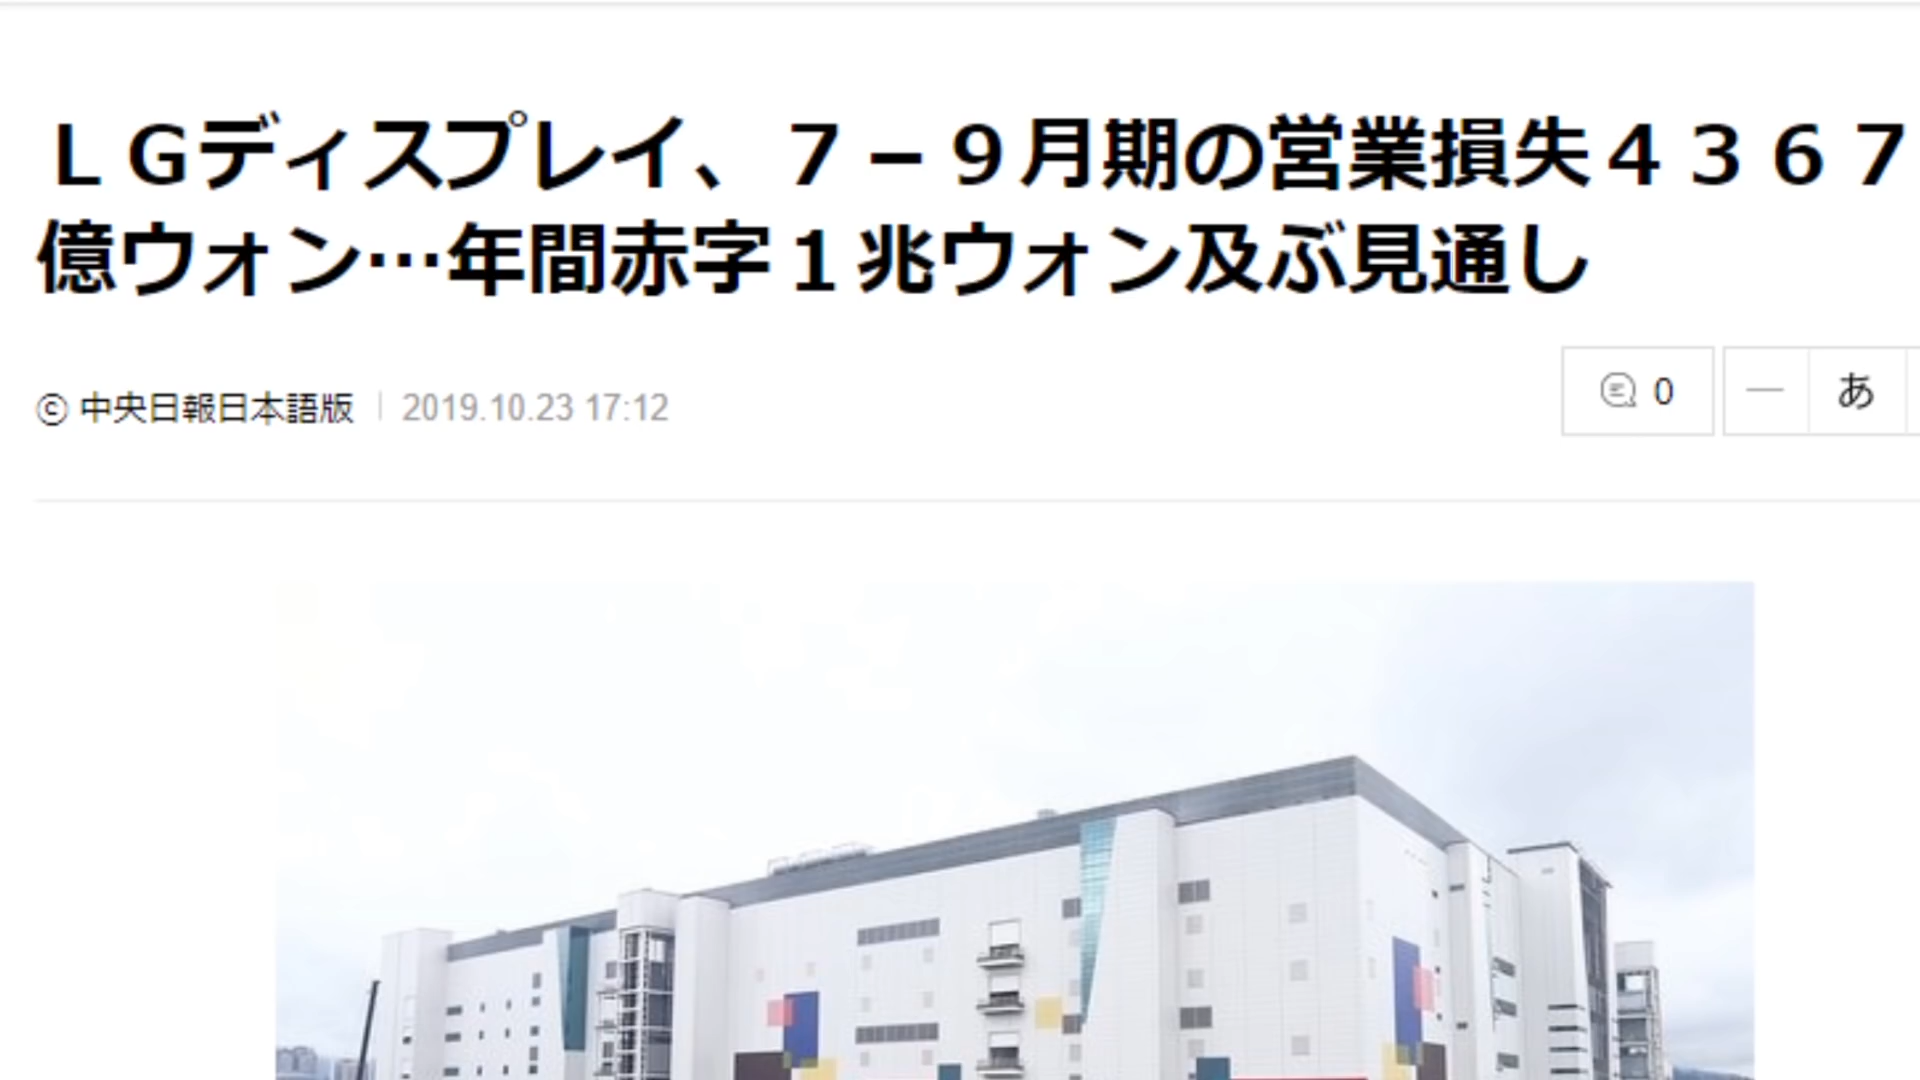 ＬＧディスプレイ、７－９月期の営業損失４３６７
億ウォン…年間赤字１兆ウォン及ぶ見通し
ⓒ 中央日報日本語版 | 2019.10.23 17:12
0 — あ